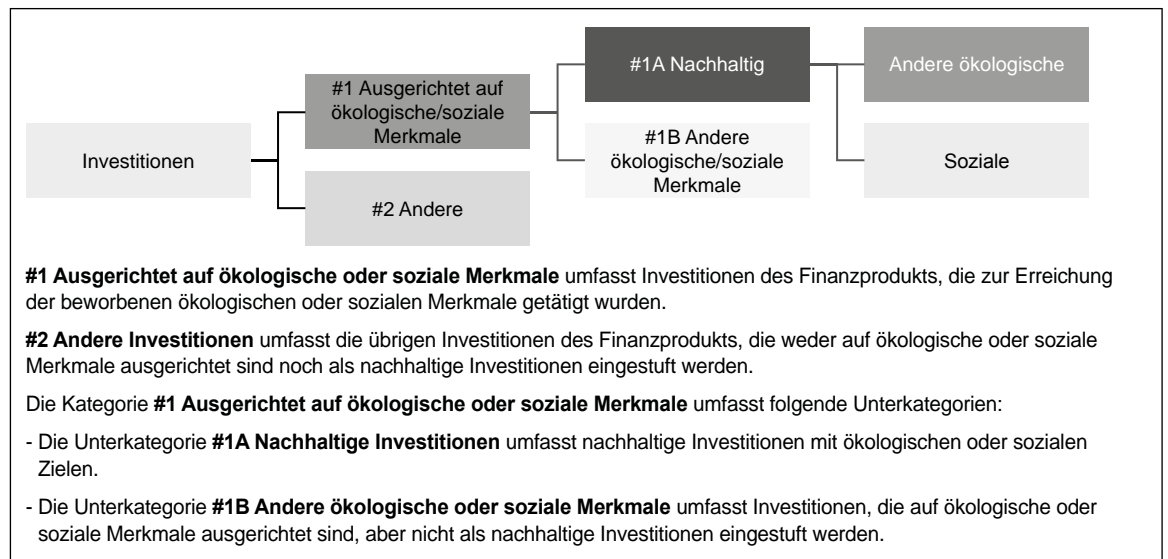 #1A Nachhaltig
Andere ökologische
#1 Ausgerichtet auf
ökologische/soziale
Merkmale
Investitionen
#1B Andere
ökologische/soziale
Merkmale
Soziale
#2 Andere
#1 Ausgerichtet auf ökologische oder soziale Merkmale umfasst Investitionen des Finanzprodukts, die zur Erreichung
der beworbenen ökologischen oder sozialen Merkmale getätigt wurden.
#2 Andere Investitionen umfasst die übrigen Investitionen des Finanzprodukts, die weder auf ökologische oder soziale
Merkmale ausgerichtet sind noch als nachhaltige Investitionen eingestuft werden.
Die Kategorie #1 Ausgerichtet auf ökologische oder soziale Merkmale umfasst folgende Unterkategorien:
- Die Unterkategorie #1A Nachhaltige Investitionen umfasst nachhaltige Investitionen mit ökologischen oder sozialen
Zielen.
- Die Unterkategorie #1B Andere ökologische oder soziale Merkmale umfasst Investitionen, die auf ökologische oder
soziale Merkmale ausgerichtet sind, aber nicht als nachhaltige Investitionen eingestuft werden.